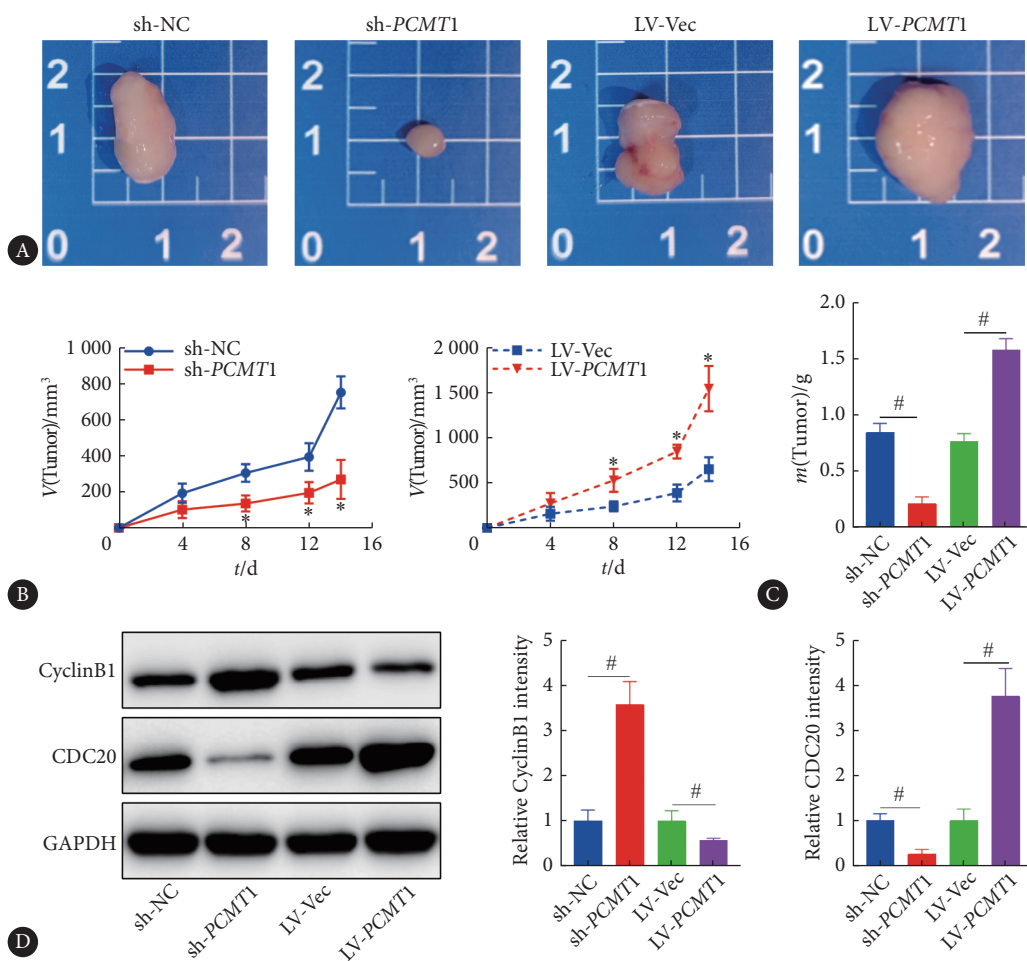 sh-NC
sh-PCMT1
LV-Vec
LV-PCMT1
2
1
0
1
2
2
1
0
1
2
2
1
0
1
2
2
1
0
1
2
A
sh-NC
sh-PCMT1
1 000
800
600
400
200
0
4
8
12
16
V(Tumor)/mm³
t/d
*
*
*
LV-Vec
LV-PCMT1
2 000
1 500
1 000
500
0
4
8
12
16
V(Tumor)/mm³
t/d
*
*
*
B
2.0
1.5
1.0
0.5
0
m(Tumor)/g
#
#
sh-NC
sh-PCMT1
LV-Vec
LV-PCMT1
C
CyclinB1
CDC20
GAPDH
sh-NC
sh-PCMT1
LV-Vec
LV-PCMT1
5
4
3
2
1
0
Relative CyclinB1 intensity
#
#
sh-NC
sh-PCMT1
LV-Vec
LV-PCMT1
5
4
3
2
1
0
Relative CDC20 intensity
#
#
sh-NC
sh-PCMT1
LV-Vec
LV-PCMT1
D